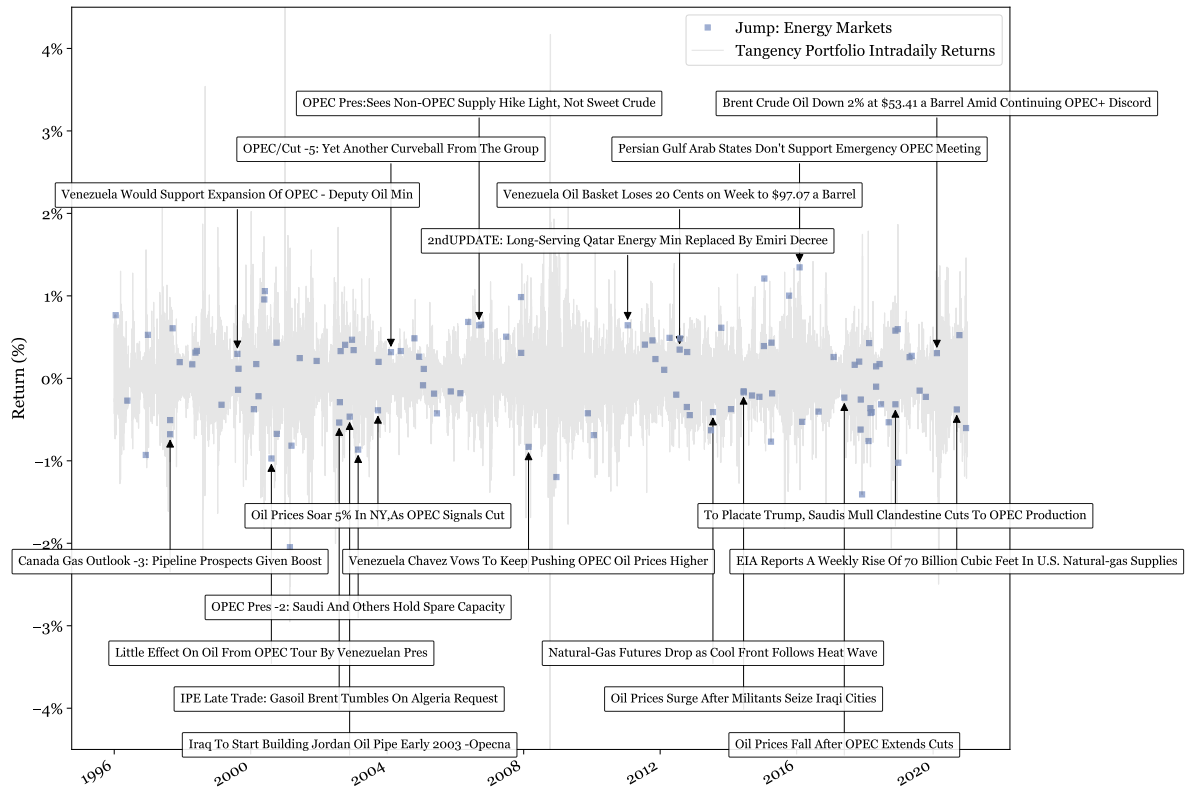 4%
Jump: Energy Markets
Tangency Portfolio Intradaily Returns
OPEC Pres:Sees Non-OPEC Supply Hike Light, Not Sweet Crude
Brent Crude Oil Down 2% at $53.41 a Barrel Amid Continuing OPEC+ Discord
3%
OPEC/Cut -5: Yet Another Curveball From The Group
Persian Gulf Arab States Don't Support Emergency OPEC Meeting
Venezuela Would Support Expansion Of OPEC - Deputy Oil Min
Venezuela Oil Basket Loses 20 Cents on Week to $97.07 a Barrel
2%
2ndUPDATE: Long-Serving Qatar Energy Min Replaced By Emiri Decree
1%
Return (%)
0%
−1%
Oil Prices Soar 5% In NY,As OPEC Signals Cut
To Placate Trump, Saudis Mull Clandestine Cuts To OPEC Production
−2%
Canada Gas Outlook -3: Pipeline Prospects Given Boost
Venezuela Chavez Vows To Keep Pushing OPEC Oil Prices Higher
EIA Reports A Weekly Rise Of 70 Billion Cubic Feet In U.S. Natural-gas Supplies
OPEC Pres -2: Saudi And Others Hold Spare Capacity
−3%
Little Effect On Oil From OPEC Tour By Venezuelan Pres
Natural-Gas Futures Drop as Cool Front Follows Heat Wave
IPE Late Trade: Gasoil Brent Tumbles On Algeria Request
Oil Prices Surge After Militants Seize Iraqi Cities
−4%
Iraq To Start Building Jordan Oil Pipe Early 2003 -Opecna
Oil Prices Fall After OPEC Extends Cuts
1996
2000
2004
2008
2012
2016
2020